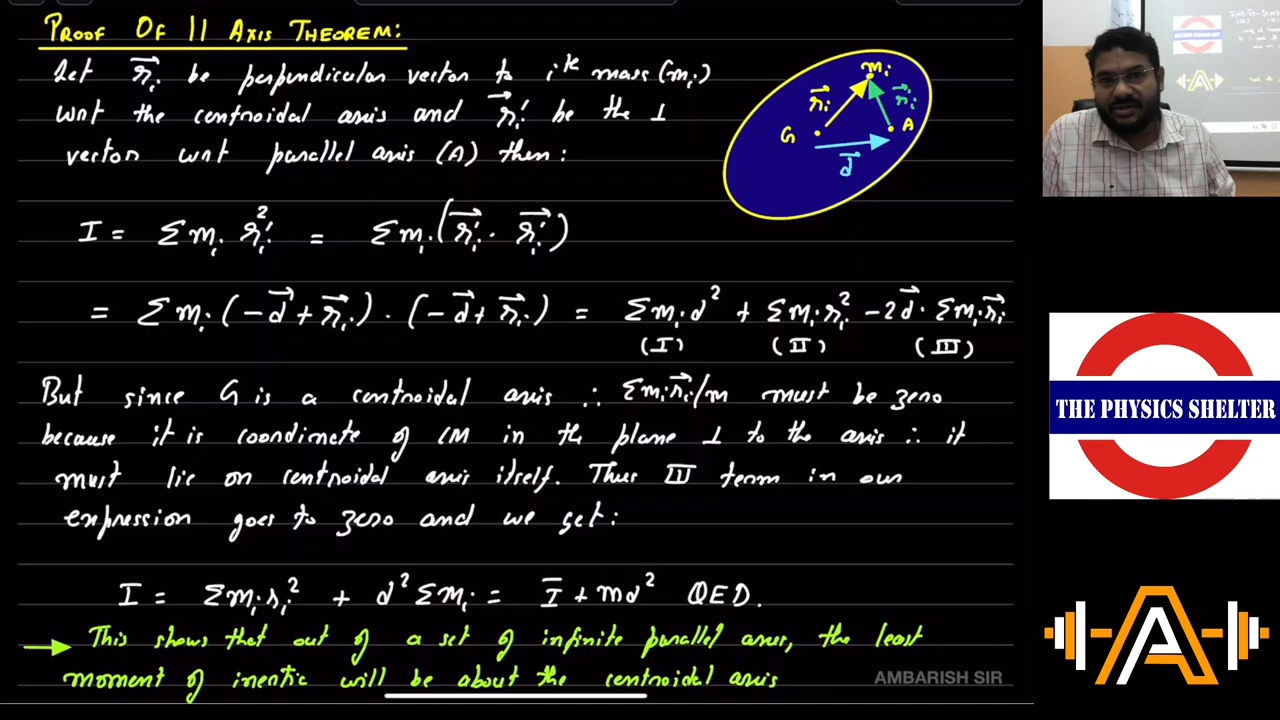 PROOF OF || AXIS THEOREM:
Let r⃗ᵢ be perpendicular vector to iᵗʰ mass (mᵢ)
wrt the centroidal axis and r⃗ᵢ' be the ⊥
vector wrt parallel axis (A) then:
mᵢ
r⃗ᵢ
r⃗ᵢ
G
A
d⃗
I = Σmᵢ rᵢ'² = Σmᵢ (r⃗ᵢ' · r⃗ᵢ')
= Σmᵢ (-d⃗ + r⃗ᵢ) · (-d⃗ + r⃗ᵢ) = Σmᵢ d² + Σmᵢ rᵢ² - 2d⃗ · Σmᵢ r⃗ᵢ
(I) (II) (III)
But since G is a centroidal axis ∴ Σmᵢr⃗ᵢ/m must be zero
because it is coordinate of CM in the plane ⊥ to the axis ∴ it
must lie on centroidal axis itself. Thus III term in our
expression goes to zero and we get:
I = Σmᵢrᵢ² + d² Σmᵢ = Ī + md² QED.
→ This shows that out of a set of infinite parallel axes, the least
moment of inertia will be about the centroidal axis
AMBARISH SIR
THE PHYSICS SHELTER